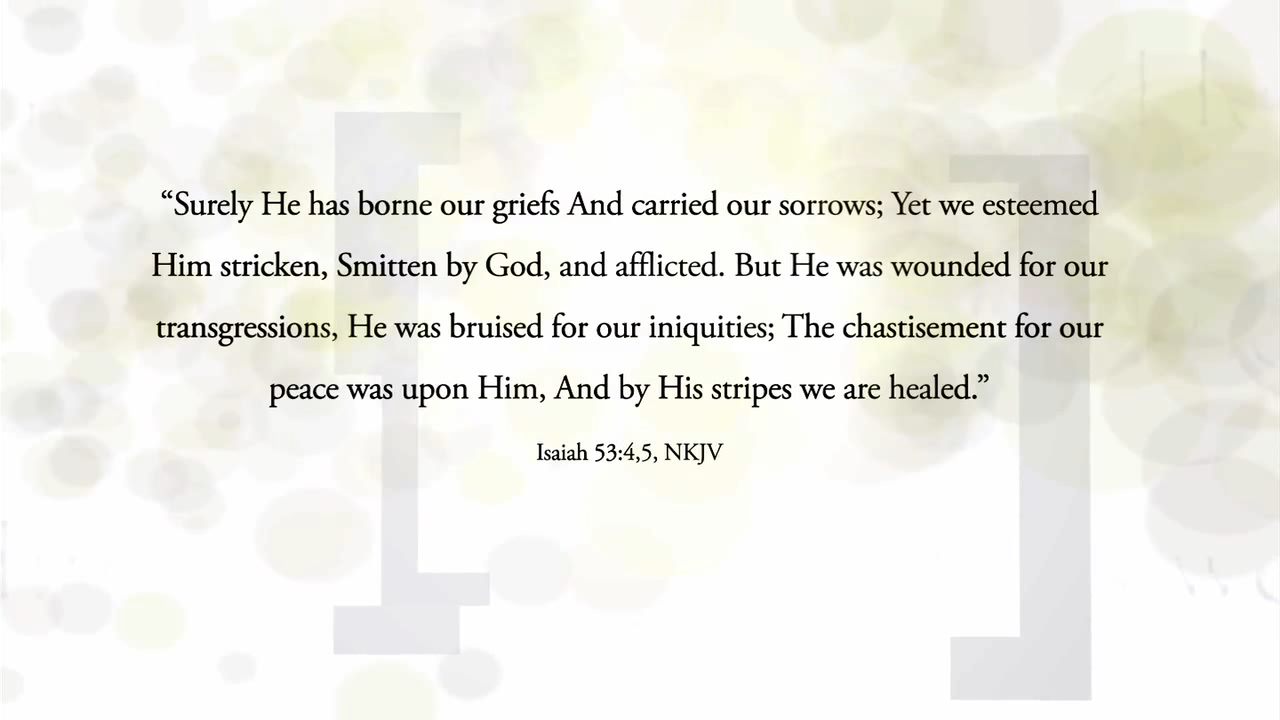 “Surely He has borne our griefs And carried our sorrows; Yet we esteemed
Him stricken, Smitten by God, and afflicted. But He was wounded for our
transgressions, He was bruised for our iniquities; The chastisement for our
peace was upon Him, And by His stripes we are healed.”
Isaiah 53:4,5, NKJV